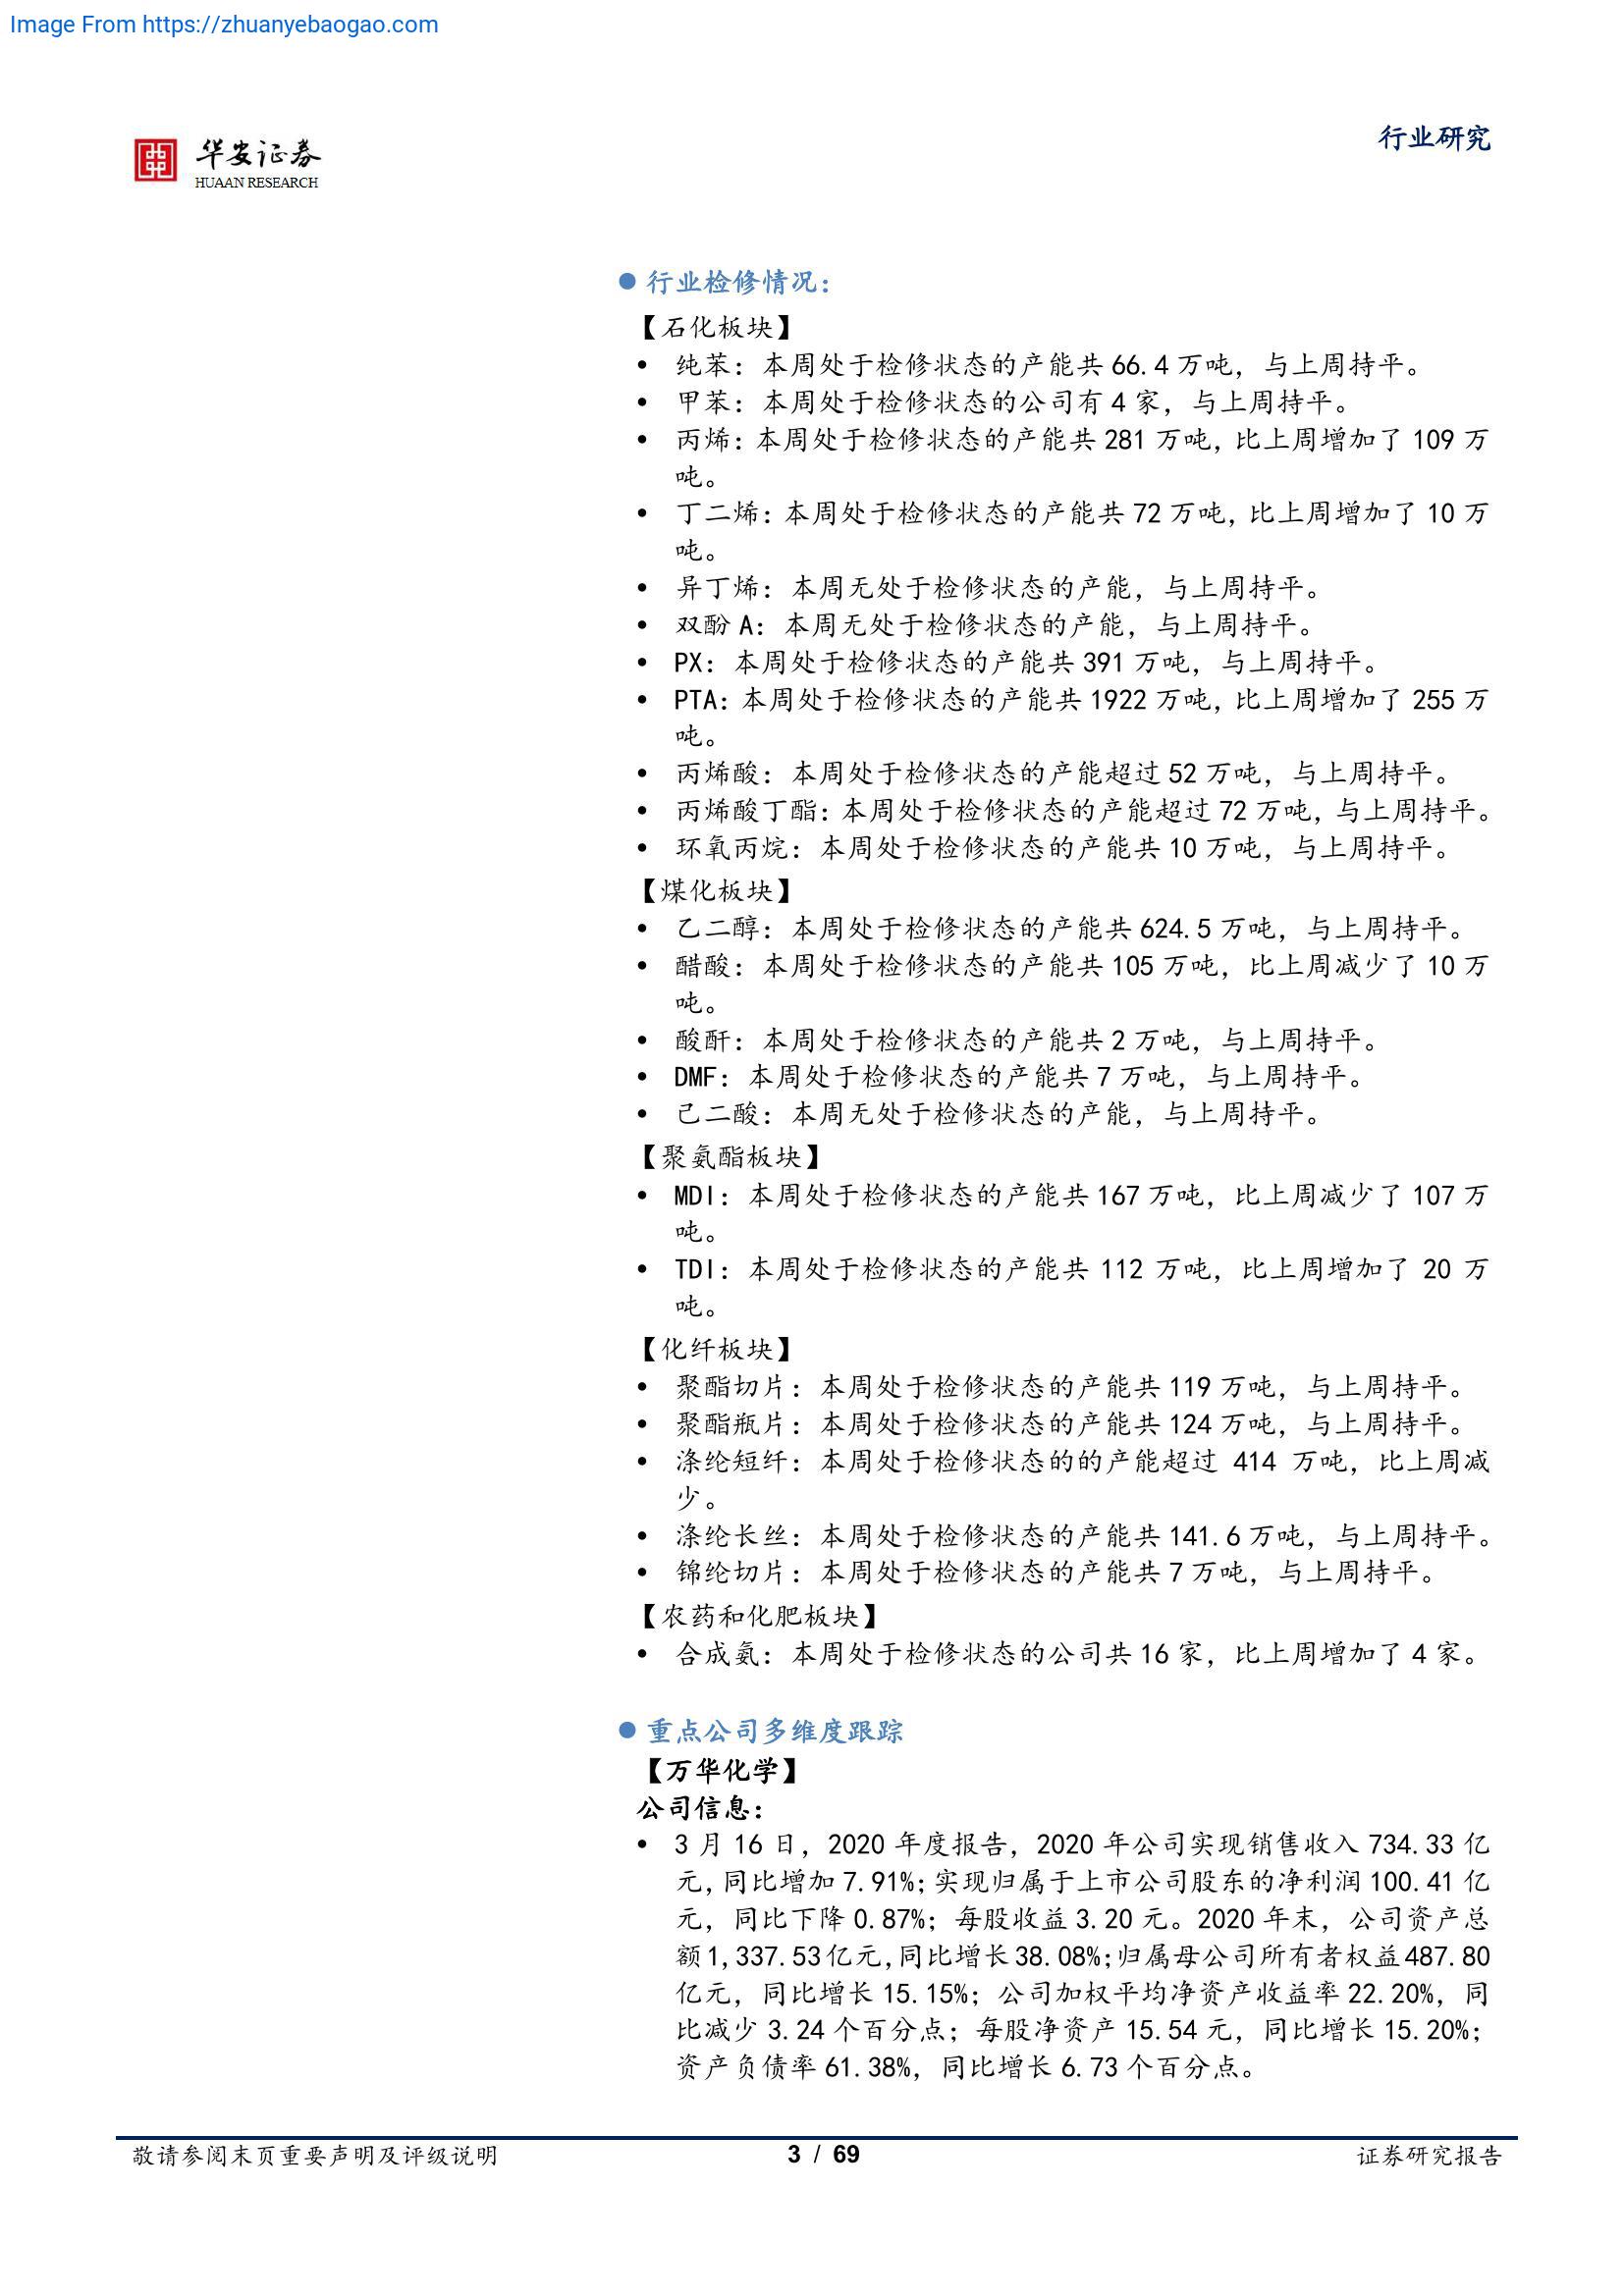 Image From https://zhuanyebaogao.com
华安证券
HUAAN RESEARCH
行业研究
● 行业检修情况：
【石化板块】
• 纯苯：本周处于检修状态的产能共 66.4 万吨，与上周持平。
• 甲苯：本周处于检修状态的公司有 4 家，与上周持平。
• 丙烯：本周处于检修状态的产能共 281 万吨，比上周增加了 109 万
吨。
• 丁二烯：本周处于检修状态的产能共 72 万吨，比上周增加了 10 万
吨。
• 异丁烯：本周无处于检修状态的产能，与上周持平。
• 双酚 A：本周无处于检修状态的产能，与上周持平。
• PX：本周处于检修状态的产能共 391 万吨，与上周持平。
• PTA：本周处于检修状态的产能共 1922 万吨，比上周增加了 255 万
吨。
• 丙烯酸：本周处于检修状态的产能超过 52 万吨，与上周持平。
• 丙烯酸丁酯：本周处于检修状态的产能超过 72 万吨，与上周持平。
• 环氧丙烷：本周处于检修状态的产能共 10 万吨，与上周持平。
【煤化板块】
• 乙二醇：本周处于检修状态的产能共 624.5 万吨，与上周持平。
• 醋酸：本周处于检修状态的产能共 105 万吨，比上周减少了 10 万
吨。
• 酸酐：本周处于检修状态的产能共 2 万吨，与上周持平。
• DMF：本周处于检修状态的产能共 7 万吨，与上周持平。
• 己二酸：本周无处于检修状态的产能，与上周持平。
【聚氨酯板块】
• MDI：本周处于检修状态的产能共 167 万吨，比上周减少了 107 万
吨。
• TDI：本周处于检修状态的产能共 112 万吨，比上周增加了 20 万
吨。
【化纤板块】
• 聚酯切片：本周处于检修状态的产能共 119 万吨，与上周持平。
• 聚酯瓶片：本周处于检修状态的产能共 124 万吨，与上周持平。
• 涤纶短纤：本周处于检修状态的的产能超过 414 万吨，比上周减
少。
• 涤纶长丝：本周处于检修状态的产能共 141.6 万吨，与上周持平。
• 锦纶切片：本周处于检修状态的产能共 7 万吨，与上周持平。
【农药和化肥板块】
• 合成氨：本周处于检修状态的公司共 16 家，比上周增加了 4 家。
● 重点公司多维度跟踪
【万华化学】
公司信息：
• 3 月 16 日，2020 年度报告，2020 年公司实现销售收入 734.33 亿
元，同比增加 7.91%；实现归属于上市公司股东的净利润 100.41 亿
元，同比下降 0.87%；每股收益 3.20 元。2020 年末，公司资产总
额 1,337.53 亿元，同比增长 38.08%；归属母公司所有者权益 487.80
亿元，同比增长 15.15%；公司加权平均净资产收益率 22.20%，同
比减少 3.24 个百分点；每股净资产 15.54 元，同比增长 15.20%；
资产负债率 61.38%，同比增长 6.73 个百分点。
敬请参阅末页重要声明及评级说明
3 / 69
证券研究报告